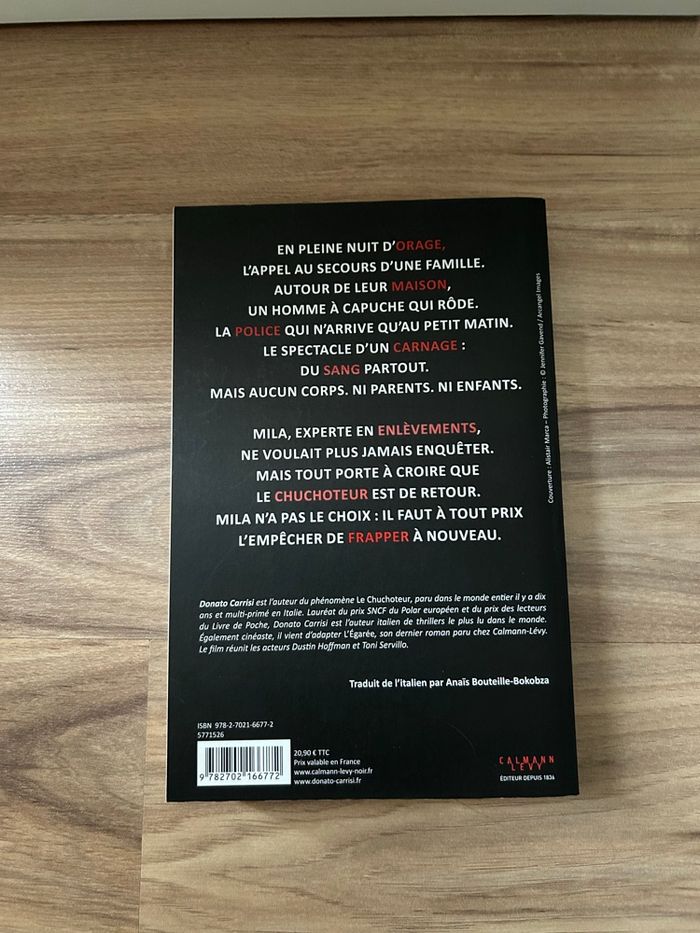 EN PLEINE NUIT D'ORAGE,
L'APPEL AU SECOURS D'UNE FAMILLE.
AUTOUR DE LEUR MAISON,
UN HOMME À CAPUCHE QUI RÔDE.
LA POLICE QUI N'ARRIVE QU'AU PETIT MATIN.
LE SPECTACLE D'UN CARNAGE :
DU SANG PARTOUT.
MAIS AUCUN CORPS. NI PARENTS. NI ENFANTS.
MILA, EXPERTE EN ENLÈVEMENTS,
NE VOULAIT PLUS JAMAIS ENQUÊTER.
MAIS TOUT PORTE À CROIRE QUE
LE CHUCHOTEUR EST DE RETOUR.
MILA N'A PAS LE CHOIX : IL FAUT À TOUT PRIX
L'EMPÊCHER DE FRAPPER À NOUVEAU.
Donato Carrisi est l'auteur du phénomène Le Chuchoteur, paru dans le monde entier il y a dix
ans et multi-primé en Italie. Lauréat du prix SNCF du Polar européen et du prix des lecteurs
du Livre de Poche, Donato Carrisi est l'auteur italien de thrillers le plus lu dans le monde.
Également cinéaste, il vient d'adapter L'Égarée, son dernier roman paru chez Calmann-Lévy.
Le film réunit les acteurs Dustin Hoffman et Toni Servillo.
Traduit de l'italien par Anaïs Bouteille-Bokobza
Couverture : Alistair Marca – Photographie : © Jennifer Gavend / Arcangel Images
ISBN 978-2-7021-6677-2
5771526
9 782702 166772
20,90 € TTC
Prix valable en France
www.calmann-levy-noir.fr
www.donato-carrisi.fr
CALMANN
LÉVY
ÉDITEUR DEPUIS 1836